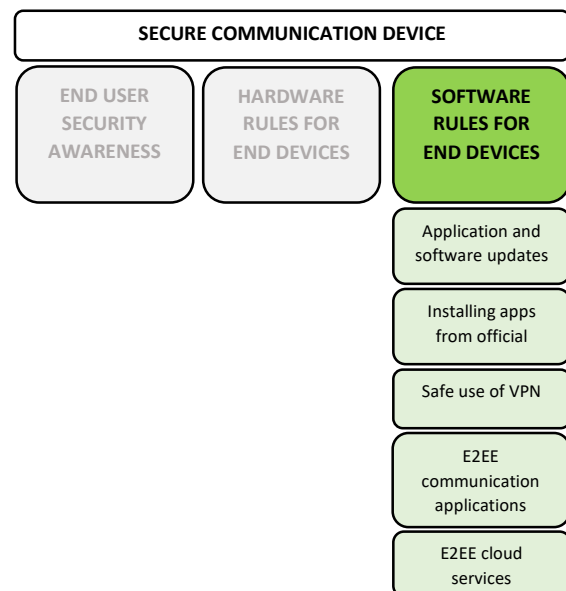 SECURE COMMUNICATION DEVICE
END USER
SECURITY
AWARENESS
HARDWARE
RULES FOR
END DEVICES
SOFTWARE
RULES FOR
END DEVICES
Application and
software updates
Installing apps
from official
Safe use of VPN
E2EE
communication
applications
E2EE cloud
services